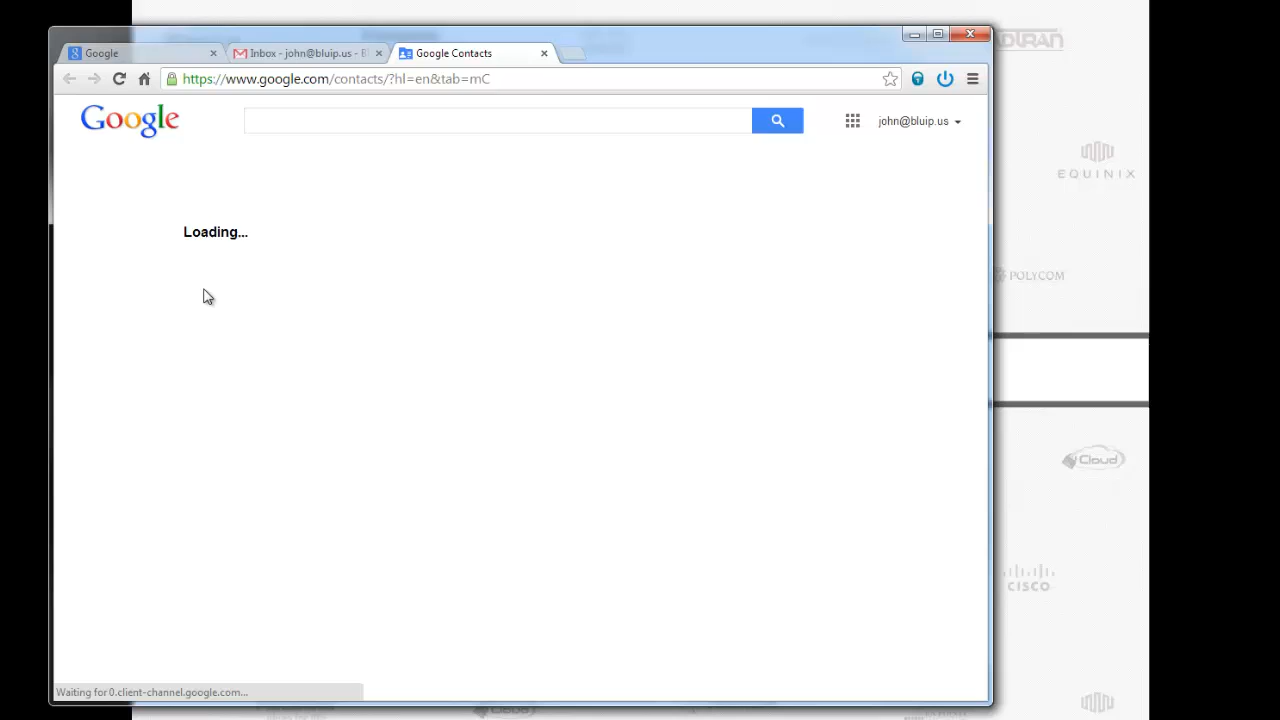 Google
Inbox - john@bluip.us - B
Google Contacts
https://www.google.com/contacts/?hl=en&tab=mC
Google
john@bluip.us
Loading...
EQUINIX
POLYCOM
Cloud
CISCO
Waiting for 0.client-channel.google.com...